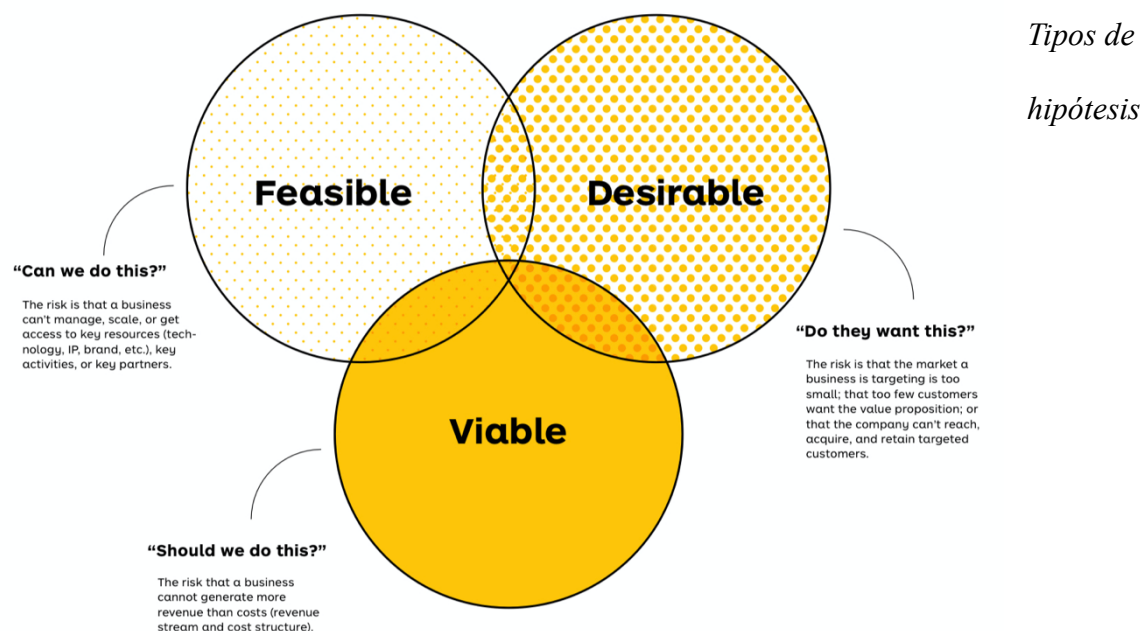 Tipos de
hipótesis
Feasible
Desirable
Viable
“Can we do this?”
The risk is that a business
can't manage, scale, or get
access to key resources (tech-
nology, IP, brand, etc.), key
activities, or key partners.
“Do they want this?”
The risk is that the market a
business is targeting is too
small; that too few customers
want the value proposition; or
that the company can't reach,
acquire, and retain targeted
customers.
“Should we do this?”
The risk that a business
cannot generate more
revenue than costs (revenue
stream and cost structure).